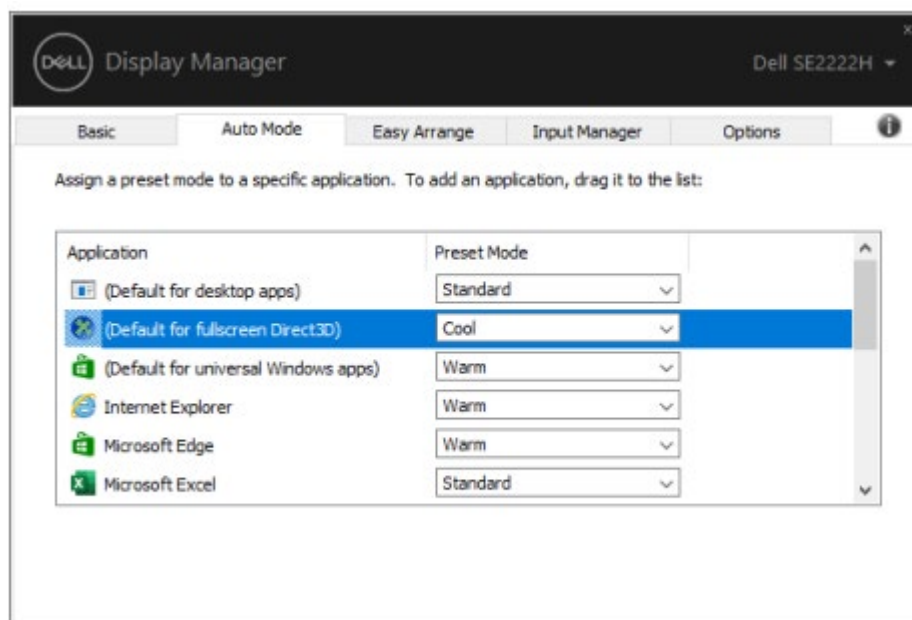 DELL Display Manager
Dell SE2222H
Basic Auto Mode Easy Arrange Input Manager Options
Assign a preset mode to a specific application. To add an application, drag it to the list:
Application Preset Mode
(Default for desktop apps) Standard
(Default for fullscreen Direct3D) Cool
(Default for universal Windows apps) Warm
Internet Explorer Warm
Microsoft Edge Warm
Microsoft Excel Standard